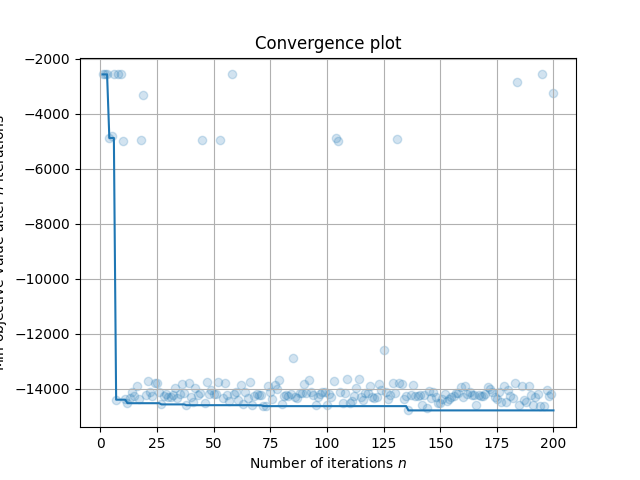 Convergence plot
objective value after n iterations
−2000
−4000
−6000
−8000
−10000
−12000
−14000
0 25 50 75 100 125 150 175 200
Number of iterations n